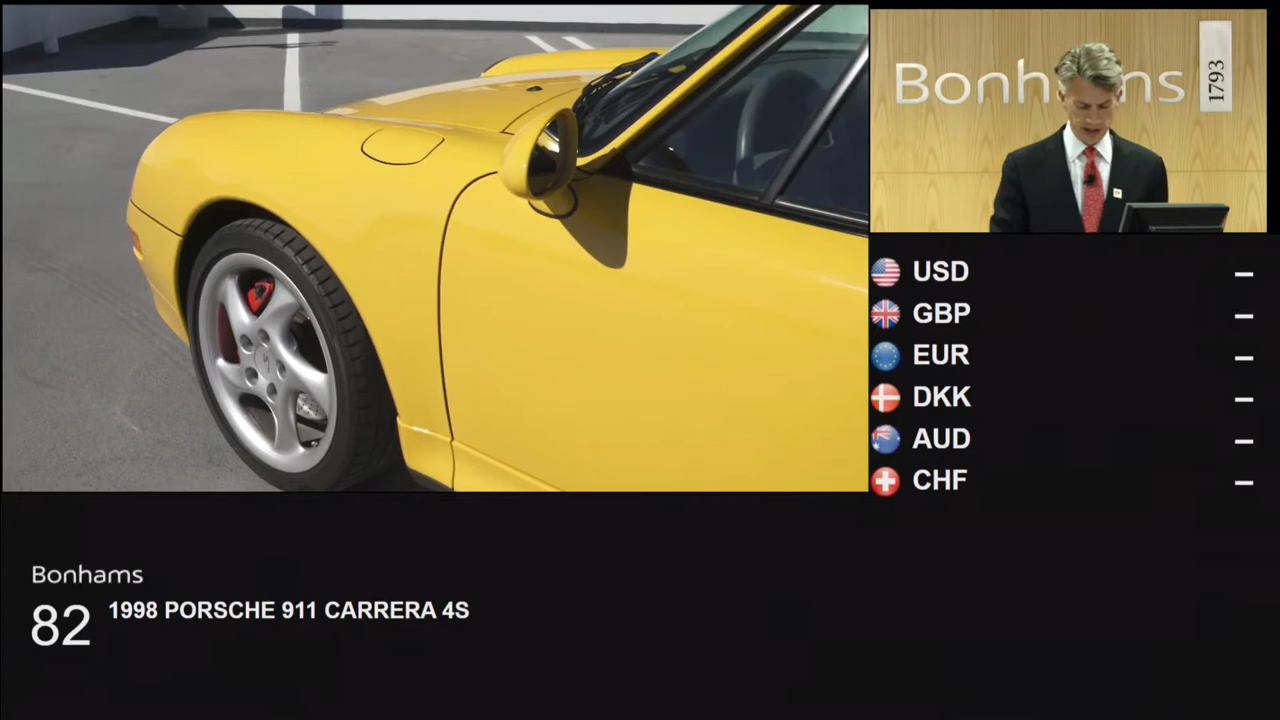 Bonhams
1793
USD –
GBP –
EUR –
DKK –
AUD –
CHF –
Bonhams
82 1998 PORSCHE 911 CARRERA 4S